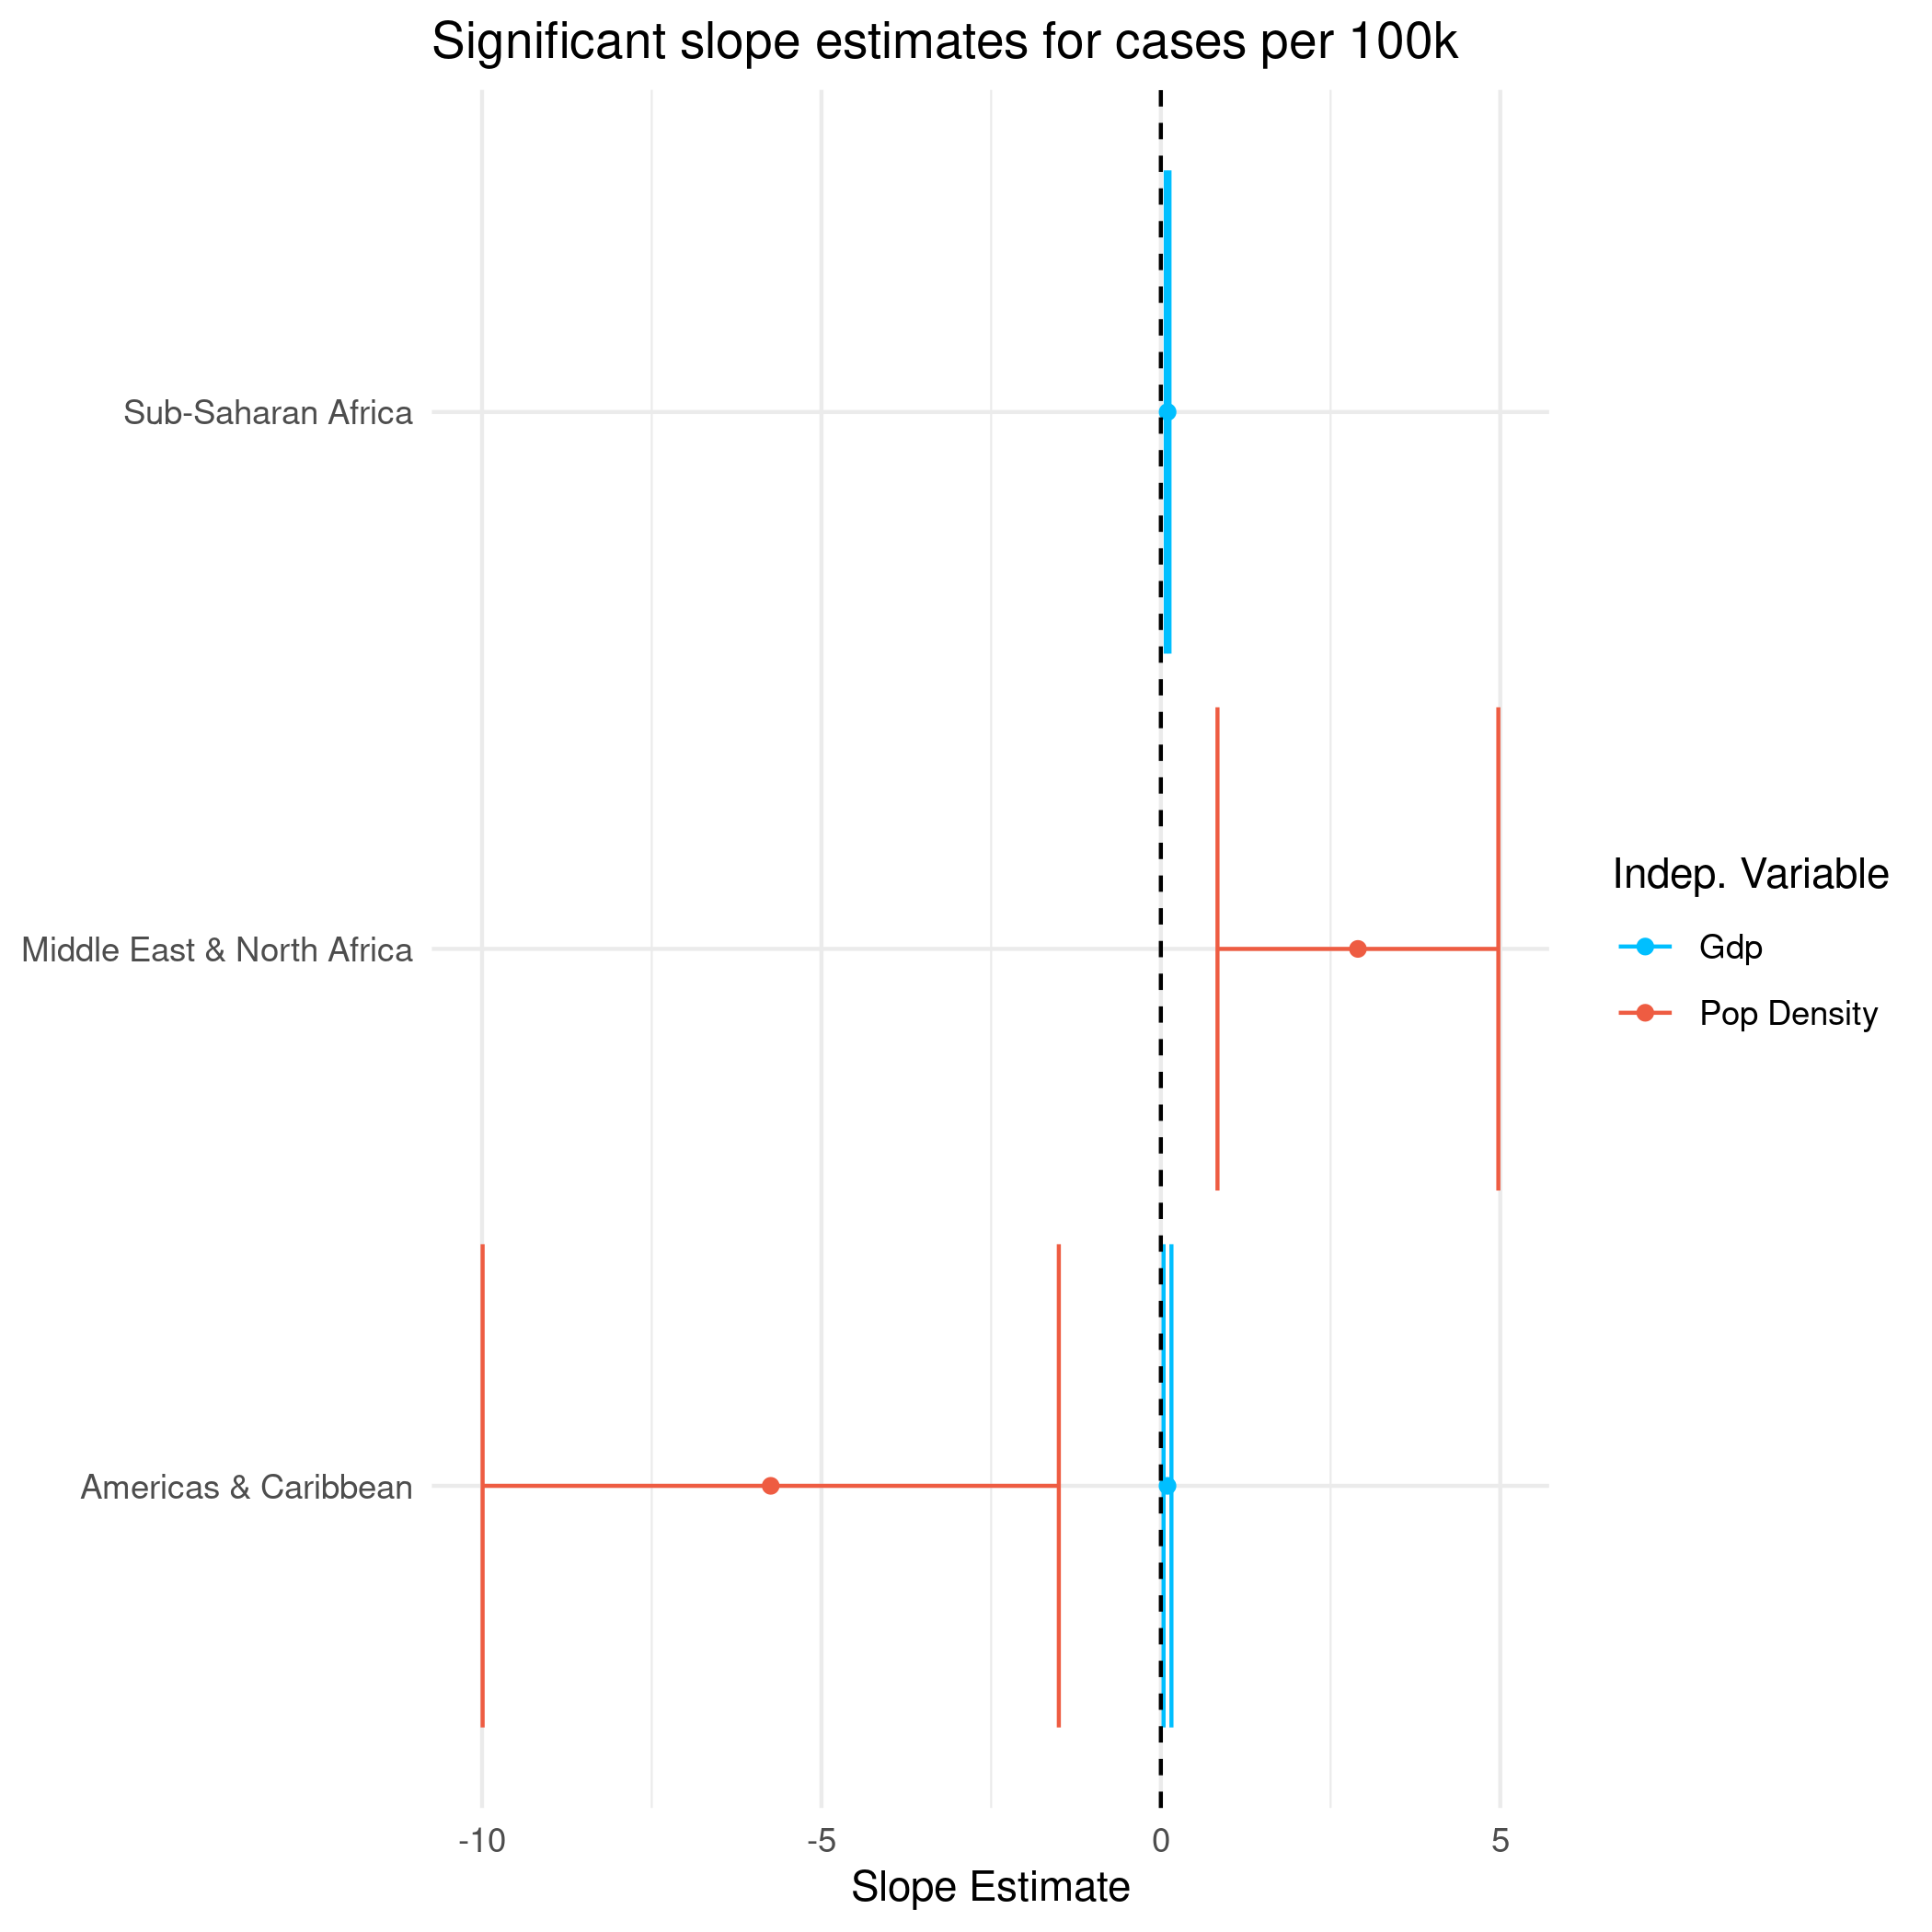 Significant slope estimates for cases per 100k
Sub-Saharan Africa
Middle East & North Africa
Americas & Caribbean
-10
-5
0
5
Slope Estimate
Indep. Variable
Gdp
Pop Density